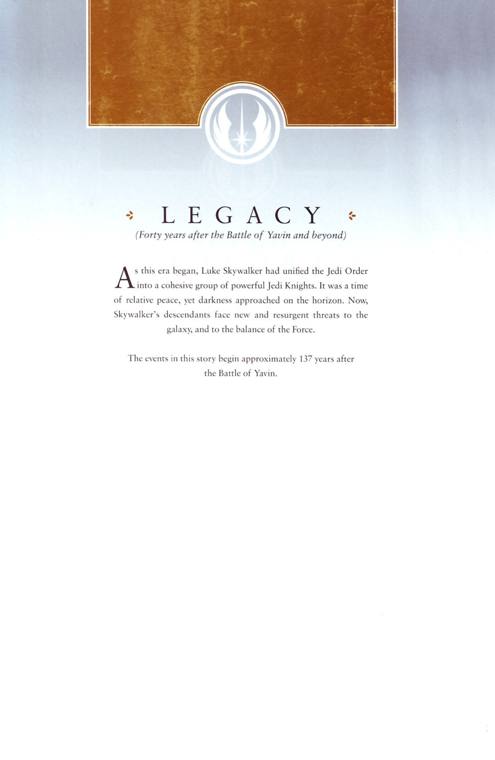 LEGACY
(Forty years after the Battle of Yavin and beyond)
As this era began, Luke Skywalker had unified the Jedi Order
into a cohesive group of powerful Jedi Knights. It was a time
of relative peace, yet darkness approached on the horizon. Now,
Skywalker's descendants face new and resurgent threats to the
galaxy, and to the balance of the Force.
The events in this story begin approximately 137 years after
the Battle of Yavin.